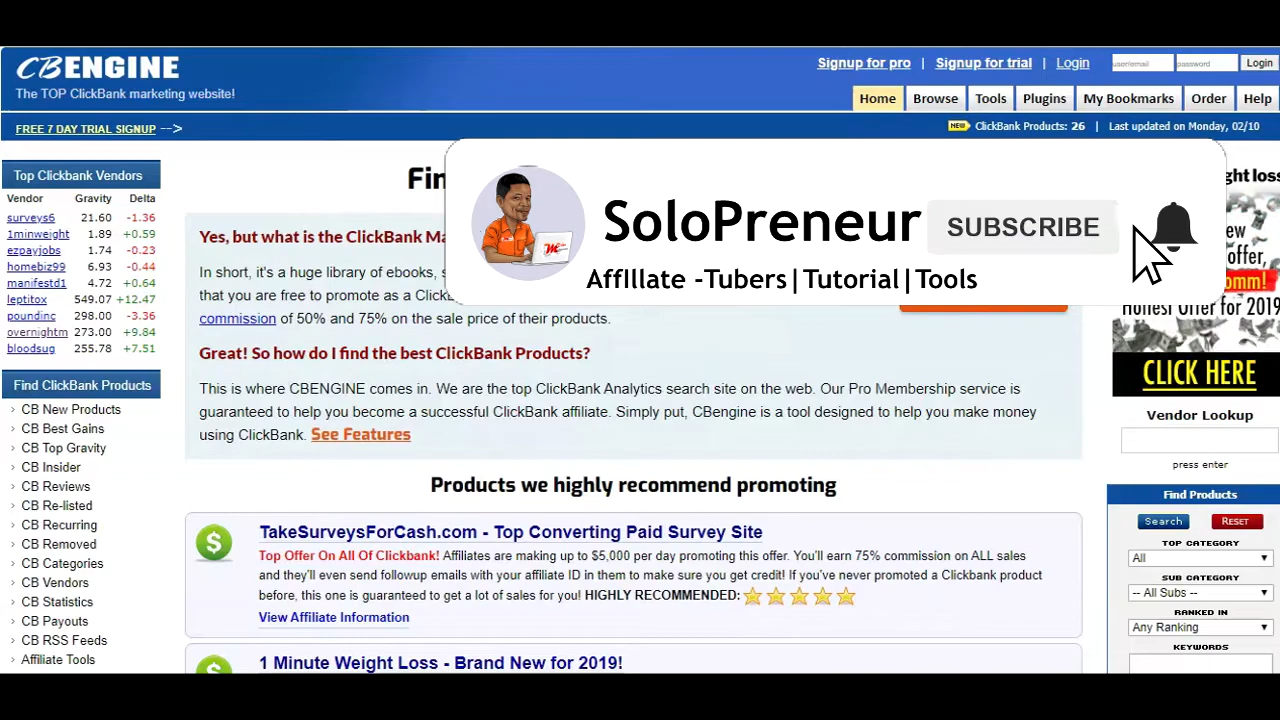 CBENGINE
The TOP ClickBank marketing website!
Signup for pro | Signup for trial | Login
user/email password Login
Home Browse Tools Plugins My Bookmarks Order Help
FREE 7 DAY TRIAL SIGNUP -->
NEW ClickBank Products: 26 | Last updated on Monday, 02/10
Top Clickbank Vendors
Vendor Gravity Delta
surveys6 21.60 -1.36
1minweight 1.89 +0.59
ezpayjobs 1.74 -0.23
homebiz99 6.93 -0.44
manifestd1 4.72 +0.64
leptitox 549.07 +12.47
poundinc 298.00 -3.36
overnightm 273.00 +9.84
bloodsug 255.78 +7.51
Find ClickBank Products
CB New Products
CB Best Gains
CB Top Gravity
CB Insider
CB Reviews
CB Re-listed
CB Recurring
CB Removed
CB Categories
CB Vendors
CB Statistics
CB Payouts
CB RSS Feeds
Affiliate Tools
SoloPreneur
SUBSCRIBE
AffIlIate -Tubers|Tutorial|Tools
Yes, but what is the ClickBank
In short, it's a huge library of ebooks,
that you are free to promote as a
commission of 50% and 75% on the sale price of their products.
Great! So how do I find the best ClickBank Products?
This is where CBENGINE comes in. We are the top ClickBank Analytics search site on the web. Our Pro Membership service is
guaranteed to help you become a successful ClickBank affiliate. Simply put, CBengine is a tool designed to help you make money
using ClickBank. See Features
Products we highly recommend promoting
TakeSurveysForCash.com - Top Converting Paid Survey Site
Top Offer On All Of Clickbank! Affiliates are making up to $5,000 per day promoting this offer. You'll earn 75% commission on ALL sales
and they'll even send followup emails with your affiliate ID in them to make sure you get credit! If you've never promoted a Clickbank product
before, this one is guaranteed to get a lot of sales for you! HIGHLY RECOMMENDED:
View Affiliate Information
1 Minute Weight Loss - Brand New for 2019!
loss
offer,
omm!
Honest Offer for 2019
CLICK HERE
Vendor Lookup
press enter
Find Products
Search RESET
TOP CATEGORY
All
SUB CATEGORY
-- All Subs --
RANKED IN
Any Ranking
KEYWORDS